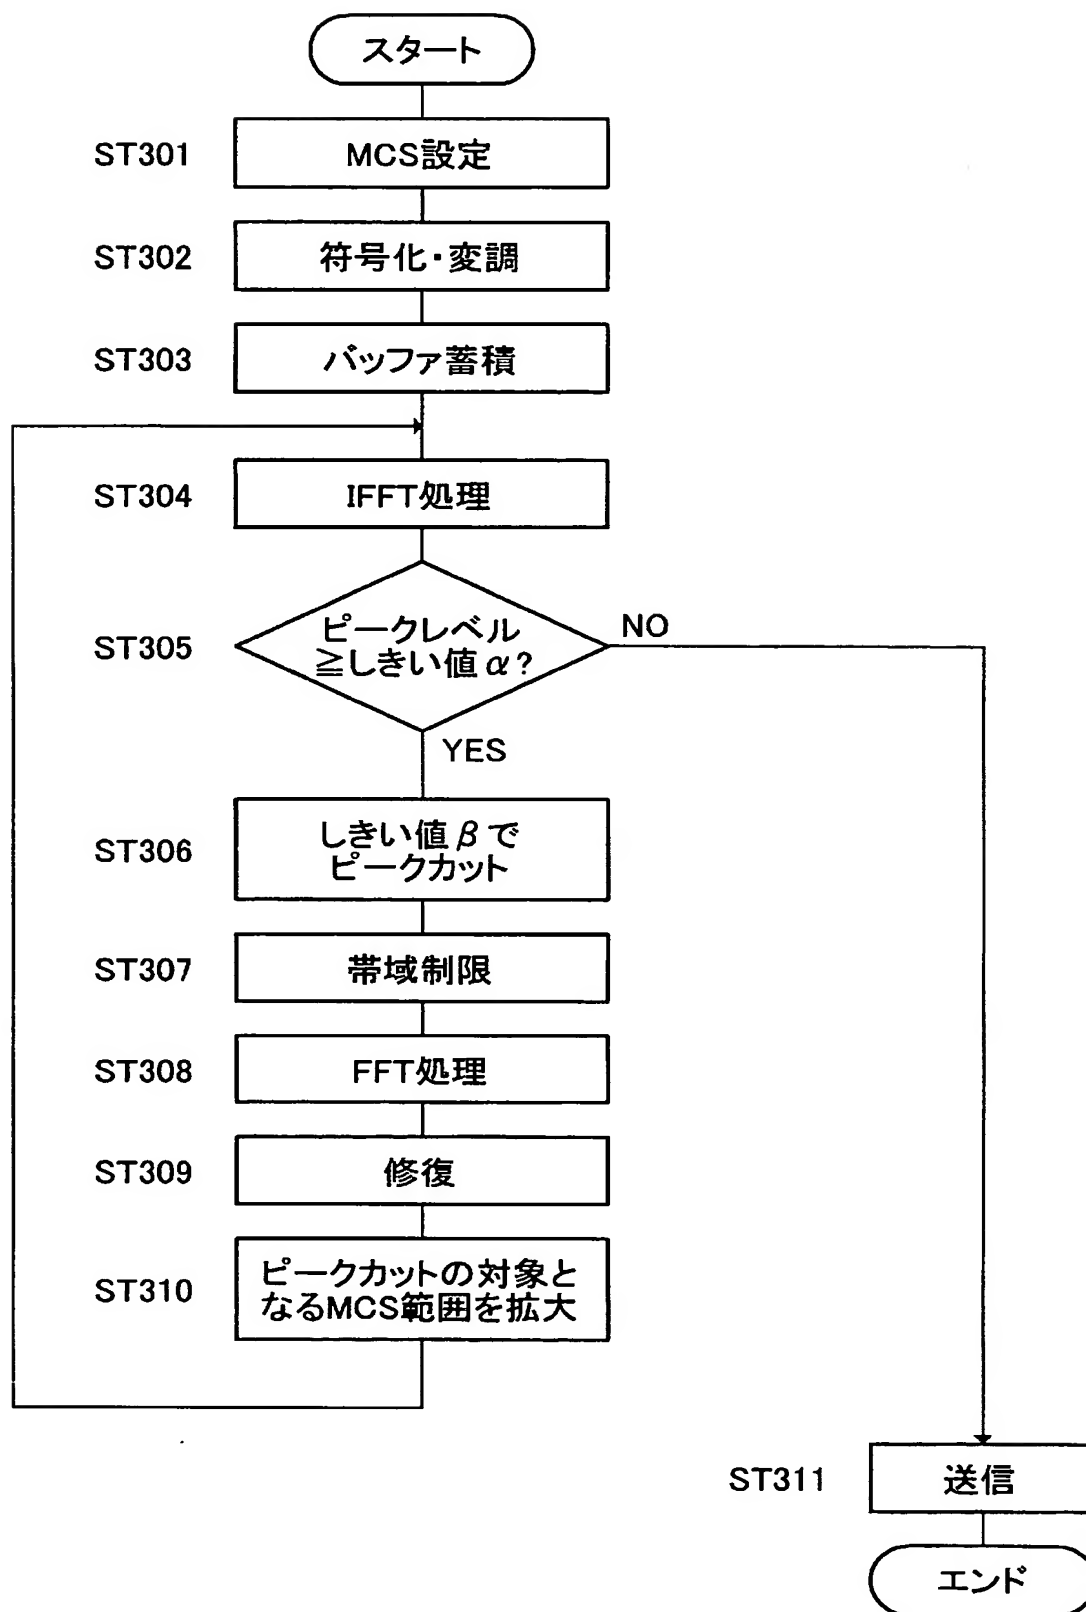 スタート
ST301
MCS設定
ST302
符号化・変調
ST303
バッファ蓄積
ST304
IFFT処理
ST305
ピークレベル
≧しきい値α?
NO
YES
ST306
しきい値βで
ピークカット
ST307
帯域制限
ST308
FFT処理
ST309
修復
ST310
ピークカットの対象と
なるMCS範囲を拡大
ST311
送信
エンド